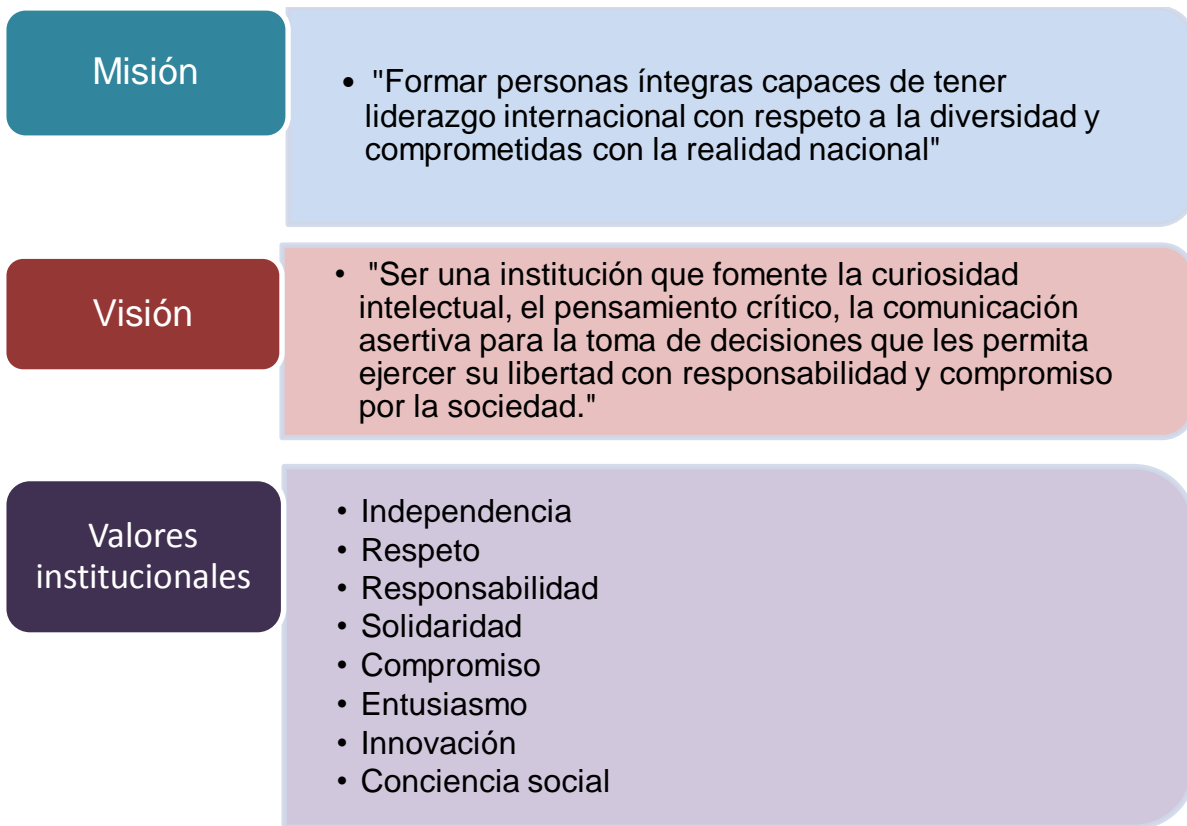 Misión
• "Formar personas íntegras capaces de tener
liderazgo internacional con respeto a la diversidad y
comprometidas con la realidad nacional"
Visión
• "Ser una institución que fomente la curiosidad
intelectual, el pensamiento crítico, la comunicación
asertiva para la toma de decisiones que les permita
ejercer su libertad con responsabilidad y compromiso
por la sociedad."
Valores
institucionales
• Independencia
• Respeto
• Responsabilidad
• Solidaridad
• Compromiso
• Entusiasmo
• Innovación
• Conciencia social